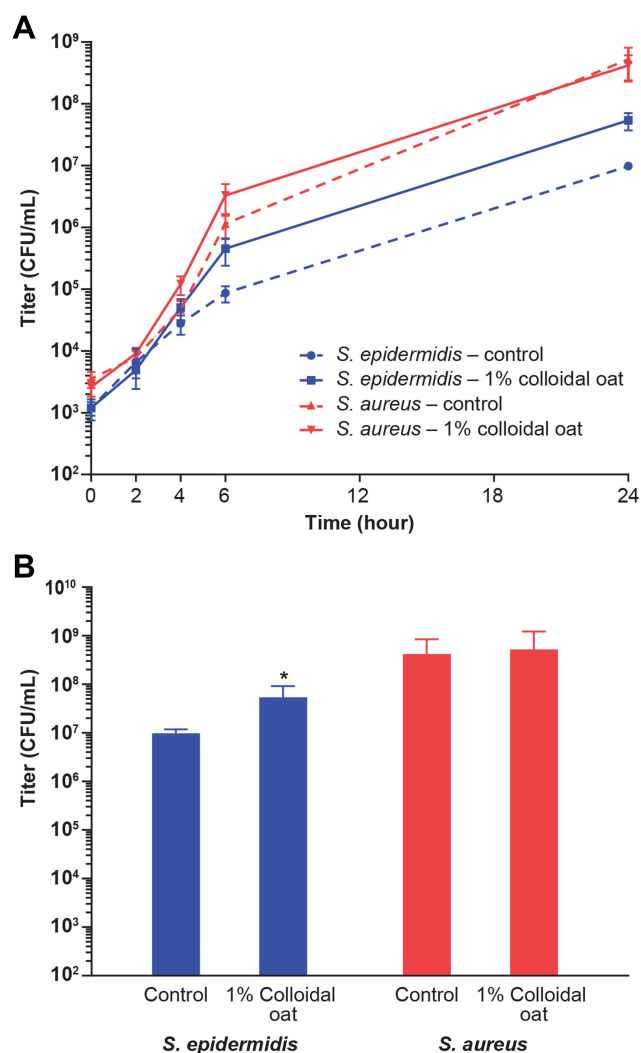 A
Titer (CFU/mL)
10⁹
10⁸
10⁷
10⁶
10⁵
10⁴
10³
10²
S. epidermidis – control
S. epidermidis – 1% colloidal oat
S. aureus – control
S. aureus – 1% colloidal oat
0 2 4 6 12 18 24
Time (hour)
B
Titer (CFU/mL)
10¹⁰
10⁹
10⁸
10⁷
10⁶
10⁵
10⁴
10³
10²
*
Control 1% Colloidal Control 1% Colloidal
oat oat
S. epidermidis S. aureus